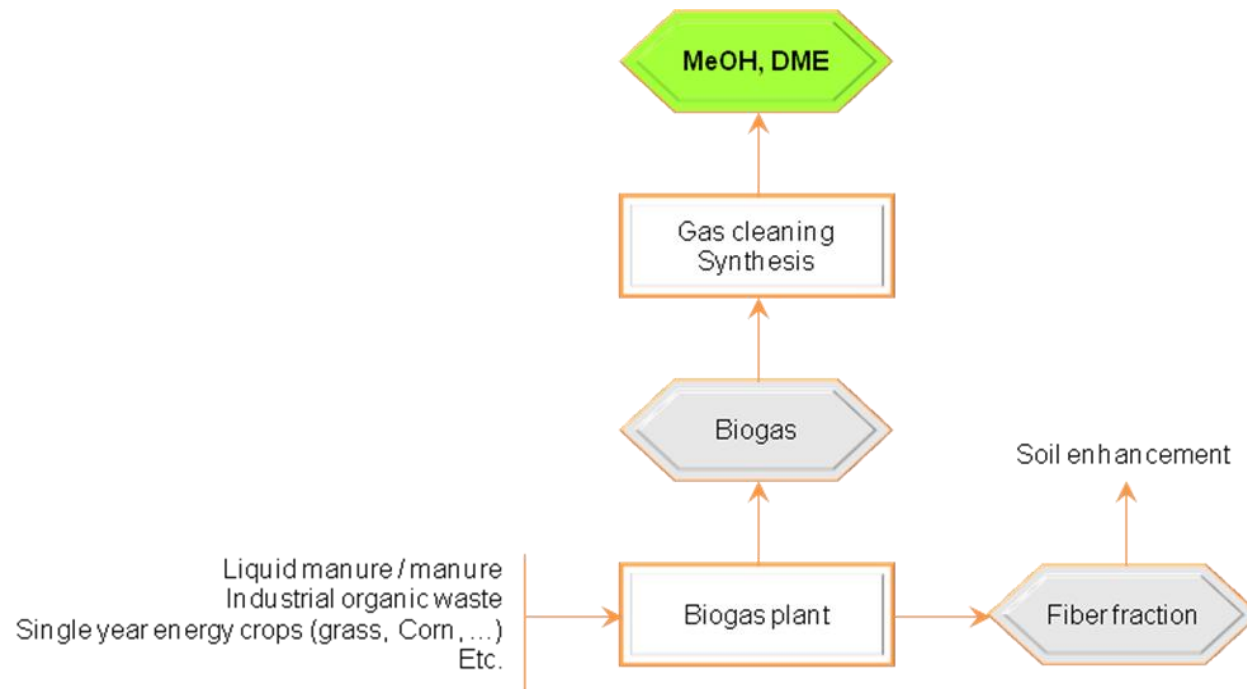 MeOH, DME
Gas cleaning
Synthesis
Biogas
Soil enhancement
Liquid manure / manure
Industrial organic waste
Single year energy crops (grass, Corn, ...)
Etc.
Biogas plant
Fiber fraction